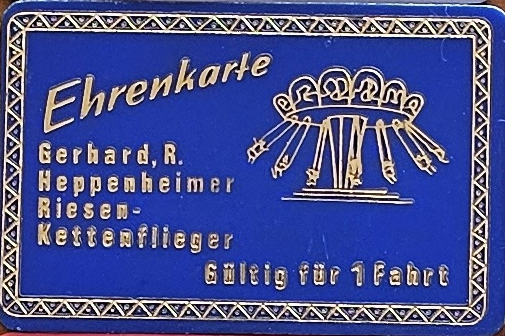 Ehrenkarte
Gerhard, R.
Heppenheimer
Riesen-
Kettenflieger
Gültig für 1 Fahrt